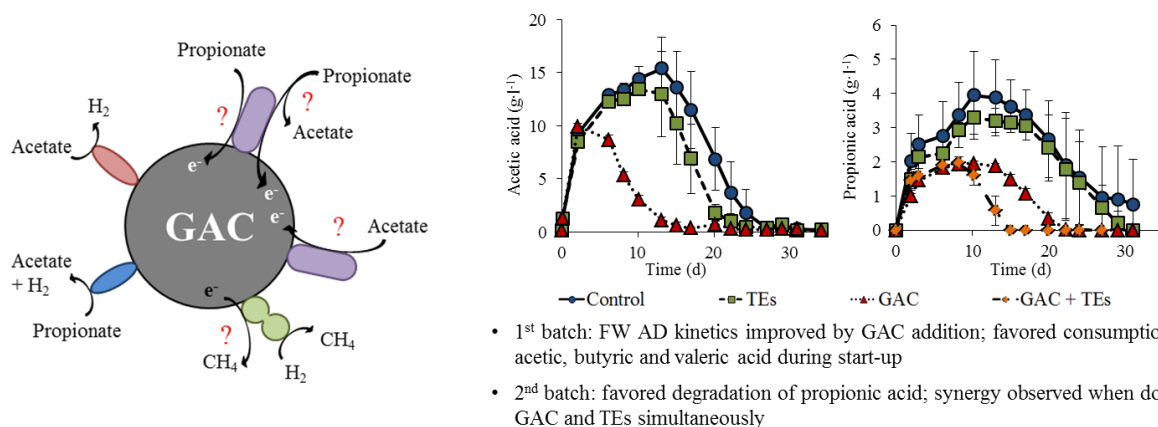 Propionate
?
Propionate
?
Acetate
H2
Acetate
e-
e-
e-
GAC
?
Acetate
Acetate
+ H2
Propionate
e-
?
CH4
H2
CH4
Acetic acid (g·l-1)
20
15
10
5
0
0 10 20 30
Time (d)
Propionic acid (g·l-1)
6
5
4
3
2
1
0
0 10 20 30
Time (d)
Control TEs GAC GAC + TEs
• 1st batch: FW AD kinetics improved by GAC addition; favored consumptio
acetic, butyric and valeric acid during start-up
• 2nd batch: favored degradation of propionic acid; synergy observed when do
GAC and TEs simultaneously